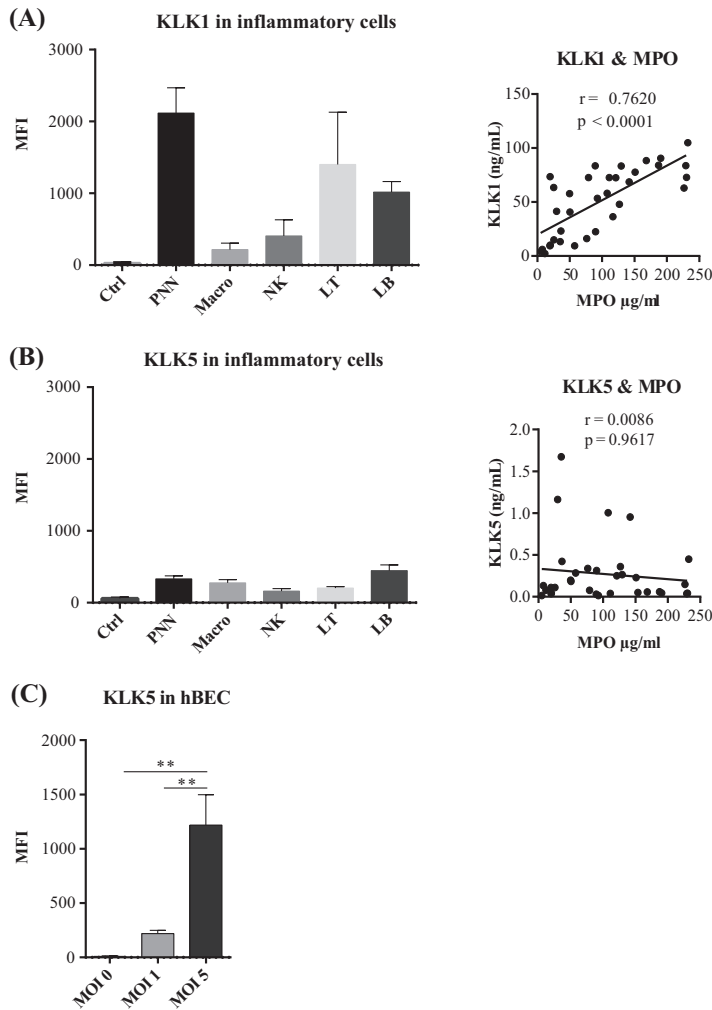 (A)
KLK1 in inflammatory cells
3000
2000
1000
0
MFI
Ctrl
PNN
Macro
NK
LT
LB
KLK1 & MPO
r = 0.7620
p < 0.0001
150
100
50
0
KLK1 (ng/mL)
0 50 100 150 200 250
MPO µg/ml
(B)
KLK5 in inflammatory cells
3000
2000
1000
0
MFI
Ctrl
PNN
Macro
NK
LT
LB
KLK5 & MPO
r = 0.0086
p = 0.9617
2.0
1.5
1.0
0.5
0.0
KLK5 (ng/mL)
0 50 100 150 200 250
MPO µg/ml
(C)
KLK5 in hBEC
2000
1500
1000
500
0
MFI
**
**
MOI 0
MOI 1
MOI 5